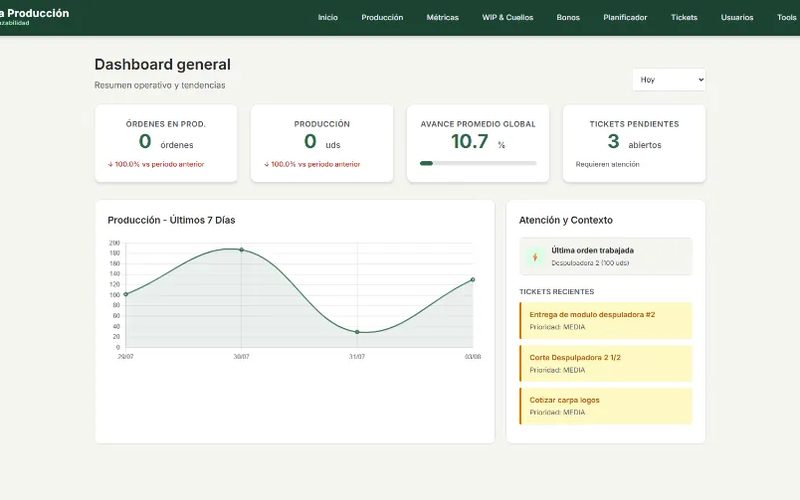 a Producción
azabilidad
Inicio
Producción
Métricas
WIP & Cuellos
Bonos
Planificador
Tickets
Usuarios
Tools
Dashboard general
Resumen operativo y tendencias
Hoy
ÓRDENES EN PROD.
0 órdenes
↓ 100.0% vs periodo anterior
PRODUCCIÓN
0 uds
↓ 100.0% vs periodo anterior
AVANCE PROMEDIO GLOBAL
10.7 %
TICKETS PENDIENTES
3 abiertos
Requieren atención
Producción - Últimos 7 Días
200
180
160
140
120
100
80
60
40
20
0
29/07
30/07
31/07
03/08
Atención y Contexto
Última orden trabajada
Despulpadora 2 (100 uds)
TICKETS RECIENTES
Entrega de modulo despuladora #2
Prioridad: MEDIA
Corte Despulpadora 2 1/2
Prioridad: MEDIA
Cotizar carpa logos
Prioridad: MEDIA